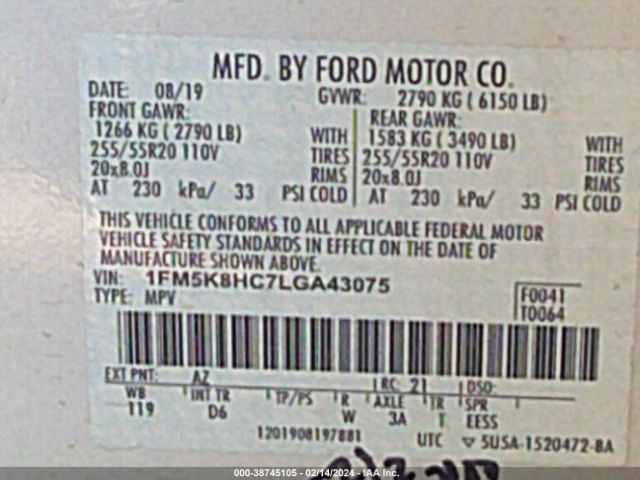 MFD. BY FORD MOTOR CO.
DATE: 08/19 GVWR: 2790 KG ( 6150 LB)
FRONT GAWR: REAR GAWR:
1266 KG ( 2790 LB) WITH 1583 KG ( 3490 LB) WITH
255/55R20 110V TIRES 255/55R20 110V TIRES
20x8.0J RIMS 20x8.0J RIMS
AT 230 kPa/ 33 PSI COLD AT 230 kPa/ 33 PSI COLD
THIS VEHICLE CONFORMS TO ALL APPLICABLE FEDERAL MOTOR
VEHICLE SAFETY STANDARDS IN EFFECT ON THE DATE OF
MANUFACTURE SHOWN ABOVE.
VIN: 1FM5K8HC7LGA43075
TYPE: MPV F0041
T0064
EXT PNT: AZ RC: 21 DSO:
WB INT TR TP/PS R AXLE TR SPR
119 D6 W 3A T EESS
1201908197881 UTC ▽ 5U5A-1520472-BA
000-38745105 - 02/14/2024 - IAA Inc.